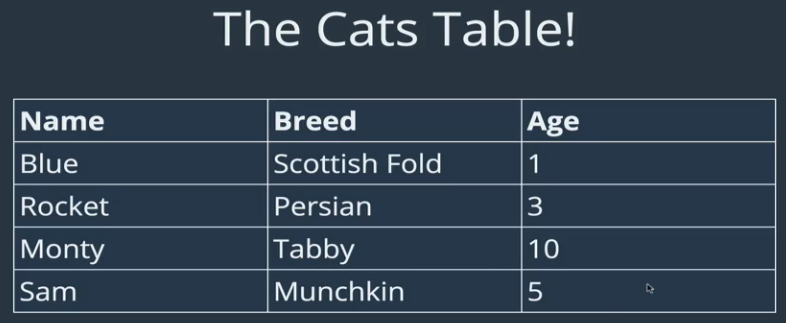 The Cats Table!
Name Breed Age
Blue Scottish Fold 1
Rocket Persian 3
Monty Tabby 10
Sam Munchkin 5